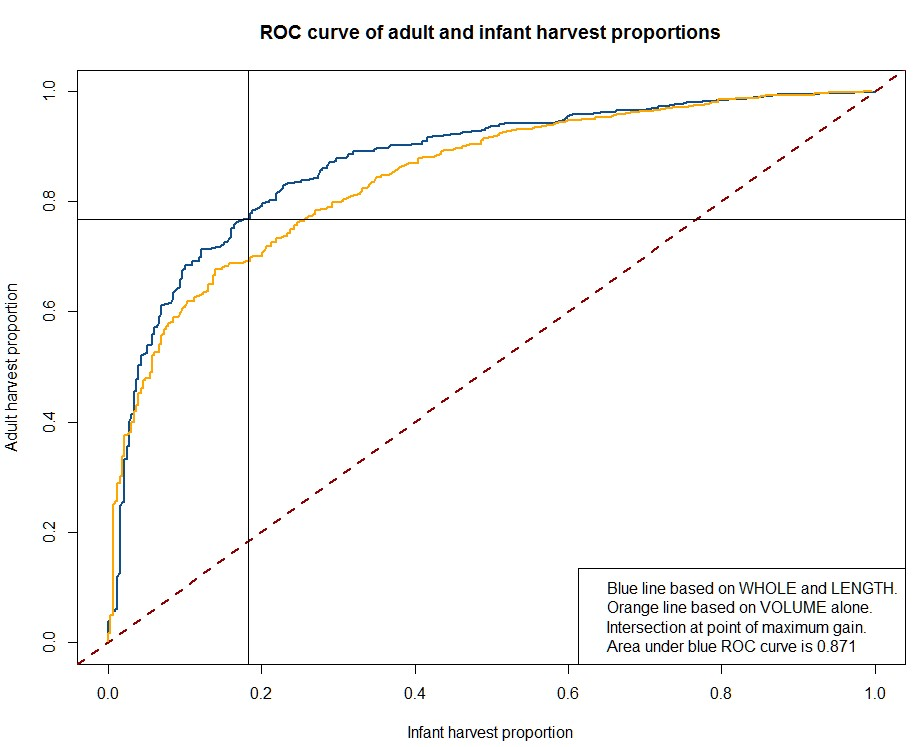 ROC curve of adult and infant harvest proportions
1.0
0.8
0.6
0.4
0.2
0.0
Adult harvest proportion
Blue line based on WHOLE and LENGTH.
Orange line based on VOLUME alone.
Intersection at point of maximum gain.
Area under blue ROC curve is 0.871
0.0 0.2 0.4 0.6 0.8 1.0
Infant harvest proportion